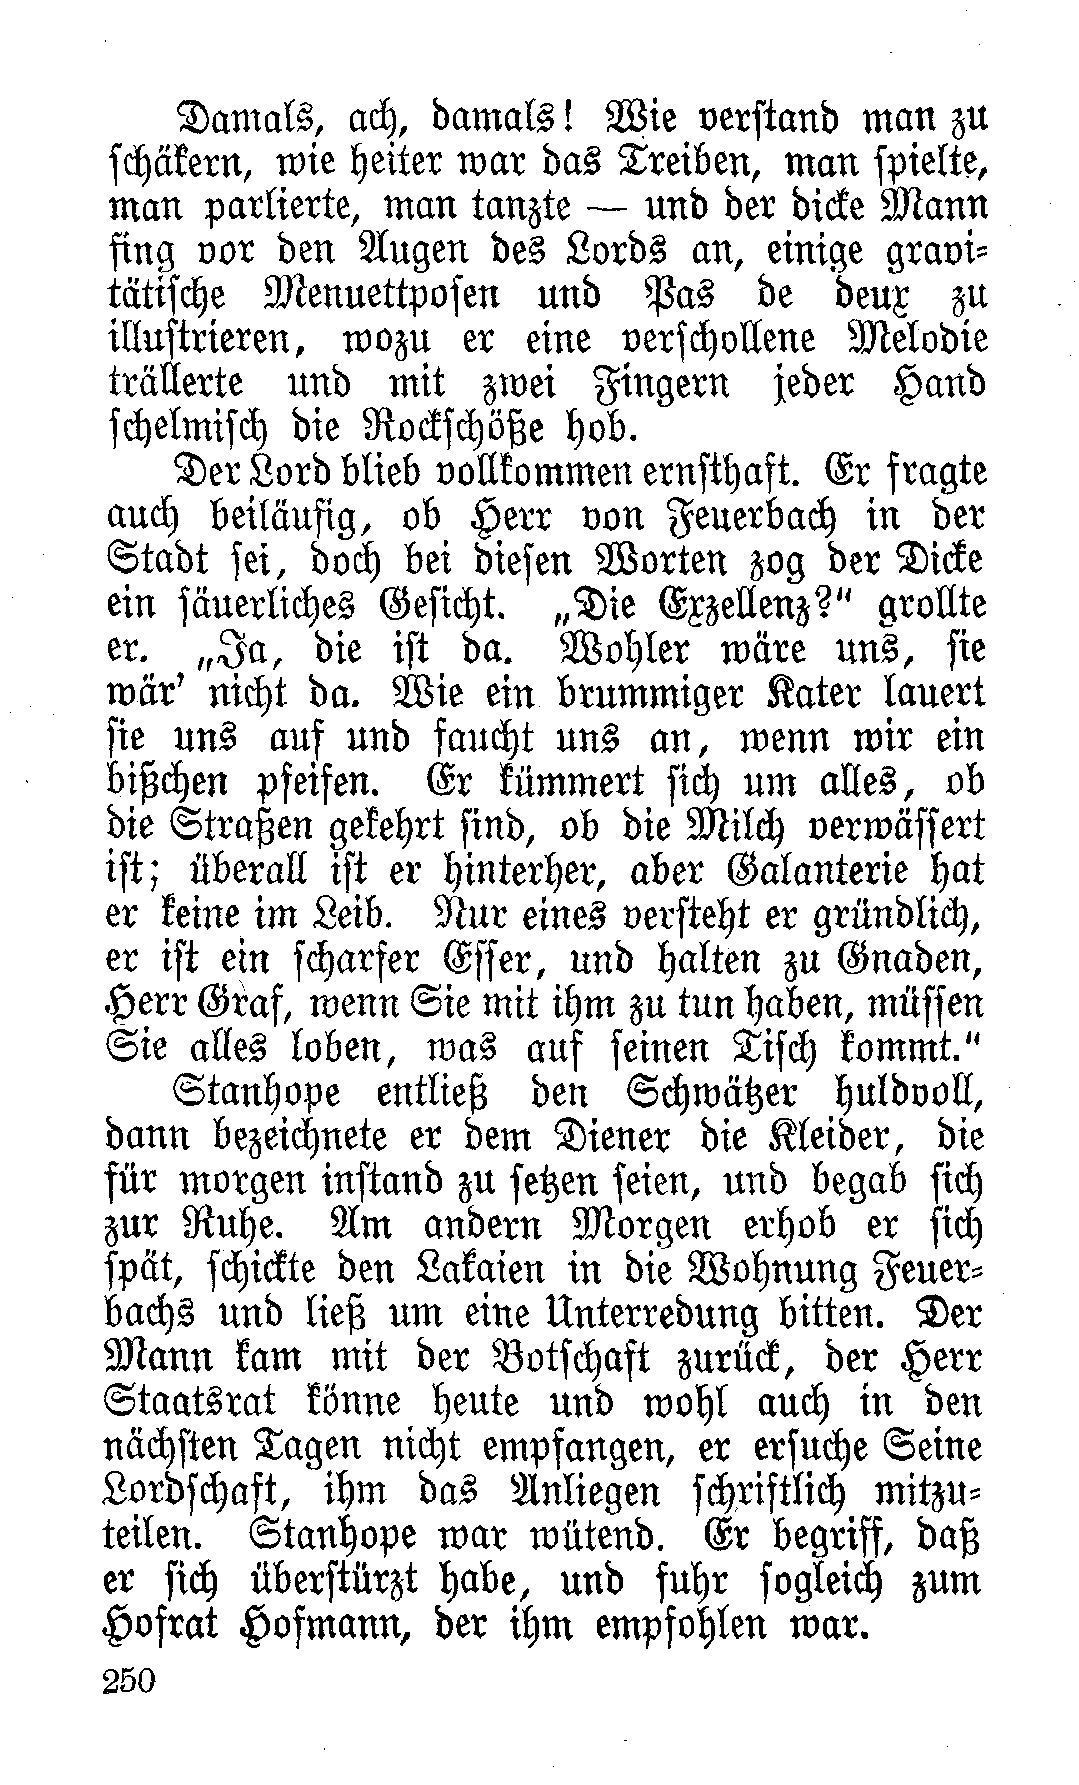 Damals, ach, damals! Wie verstand man zu
schäkern, wie heiter war das Treiben, man spielte,
man parlierte, man tanzte — und der dicke Mann
fing vor den Augen des Lords an, einige gravi-
tätische Menuettposen und Pas de deux zu
illustrieren, wozu er eine verschollene Melodie
trällerte und mit zwei Fingern jeder Hand
schelmisch die Rockschöße hob.
Der Lord blieb vollkommen ernsthaft. Er fragte
auch beiläufig, ob Herr von Feuerbach in der
Stadt sei, doch bei diesen Worten zog der Dicke
ein säuerliches Gesicht. „Die Exzellenz?“ grollte
er. „Ja, die ist da. Wohler wäre uns, sie
wär’ nicht da. Wie ein brummiger Kater lauert
sie uns auf und faucht uns an, wenn wir ein
bißchen pfeifen. Er kümmert sich um alles, ob
die Straßen gekehrt sind, ob die Milch verwässert
ist; überall ist er hinterher, aber Galanterie hat
er keine im Leib. Nur eines versteht er gründlich,
er ist ein scharfer Esser, und halten zu Gnaden,
Herr Graf, wenn Sie mit ihm zu tun haben, müssen
Sie alles loben, was auf seinen Tisch kommt.“
Stanhope entließ den Schwätzer huldvoll,
dann bezeichnete er dem Diener die Kleider, die
für morgen instand zu setzen seien, und begab sich
zur Ruhe. Am andern Morgen erhob er sich
spät, schickte den Lakaien in die Wohnung Feuer-
bachs und ließ um eine Unterredung bitten. Der
Mann kam mit der Botschaft zurück, der Herr
Staatsrat könne heute und wohl auch in den
nächsten Tagen nicht empfangen, er ersuche Seine
Lordschaft, ihm das Anliegen schriftlich mitzu-
teilen. Stanhope war wütend. Er begriff, daß
er sich überstürzt habe, und fuhr sogleich zum
Hofrat Hofmann, der ihm empfohlen war.
250